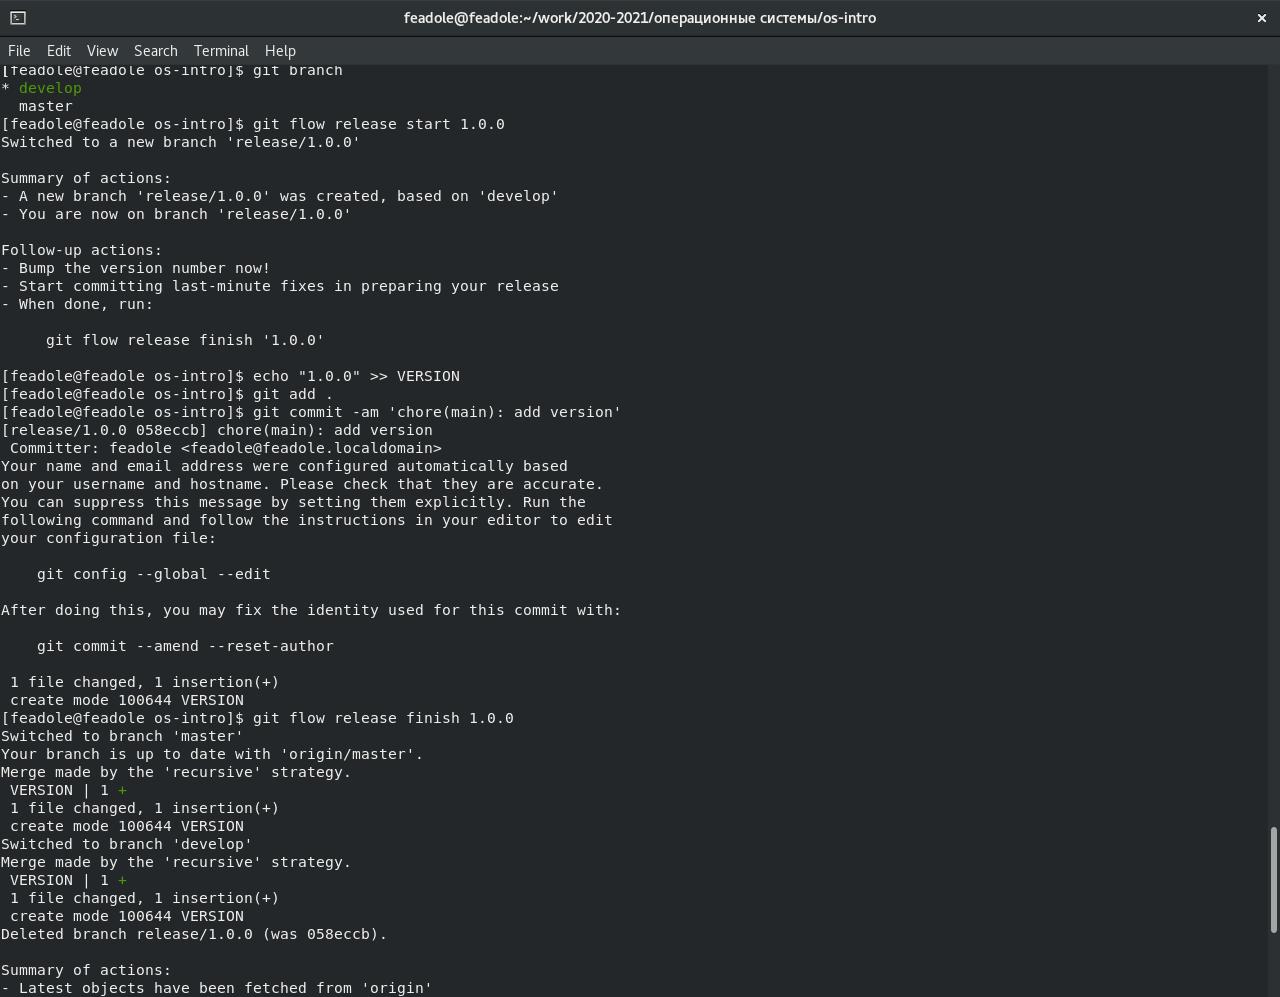 feadole@feadole:~/work/2020-2021/операционные системы/os-intro
File Edit View Search Terminal Help
[feadole@feadole os-intro]$ git branch
* develop
  master
[feadole@feadole os-intro]$ git flow release start 1.0.0
Switched to a new branch 'release/1.0.0'

Summary of actions:
- A new branch 'release/1.0.0' was created, based on 'develop'
- You are now on branch 'release/1.0.0'

Follow-up actions:
- Bump the version number now!
- Start committing last-minute fixes in preparing your release
- When done, run:

     git flow release finish '1.0.0'

[feadole@feadole os-intro]$ echo "1.0.0" >> VERSION
[feadole@feadole os-intro]$ git add .
[feadole@feadole os-intro]$ git commit -am 'chore(main): add version'
[release/1.0.0 058eccb] chore(main): add version
 Committer: feadole <feadole@feadole.localdomain>
Your name and email address were configured automatically based
on your username and hostname. Please check that they are accurate.
You can suppress this message by setting them explicitly. Run the
following command and follow the instructions in your editor to edit
your configuration file:

    git config --global --edit

After doing this, you may fix the identity used for this commit with:

    git commit --amend --reset-author

 1 file changed, 1 insertion(+)
 create mode 100644 VERSION
[feadole@feadole os-intro]$ git flow release finish 1.0.0
Switched to branch 'master'
Your branch is up to date with 'origin/master'.
Merge made by the 'recursive' strategy.
 VERSION | 1 +
 1 file changed, 1 insertion(+)
 create mode 100644 VERSION
Switched to branch 'develop'
Merge made by the 'recursive' strategy.
 VERSION | 1 +
 1 file changed, 1 insertion(+)
 create mode 100644 VERSION
Deleted branch release/1.0.0 (was 058eccb).

Summary of actions:
- Latest objects have been fetched from 'origin'